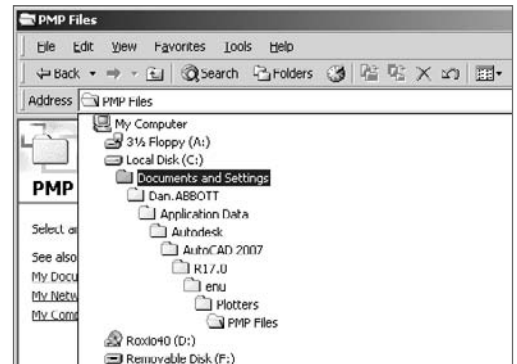 PMP Files
File Edit View Favorites Tools Help
Back Search Folders
Address PMP Files
My Computer
3½ Floppy (A:)
Local Disk (C:)
Documents and Settings
PMP
Dan.ABBOTT
Application Data
Select
Autodesk
See also
AutoCAD 2007
My Docu
R17.0
My Netw
enu
My Comp
Plotters
PMP Files
Roxio40 (D:)
Removable Disk (F:)